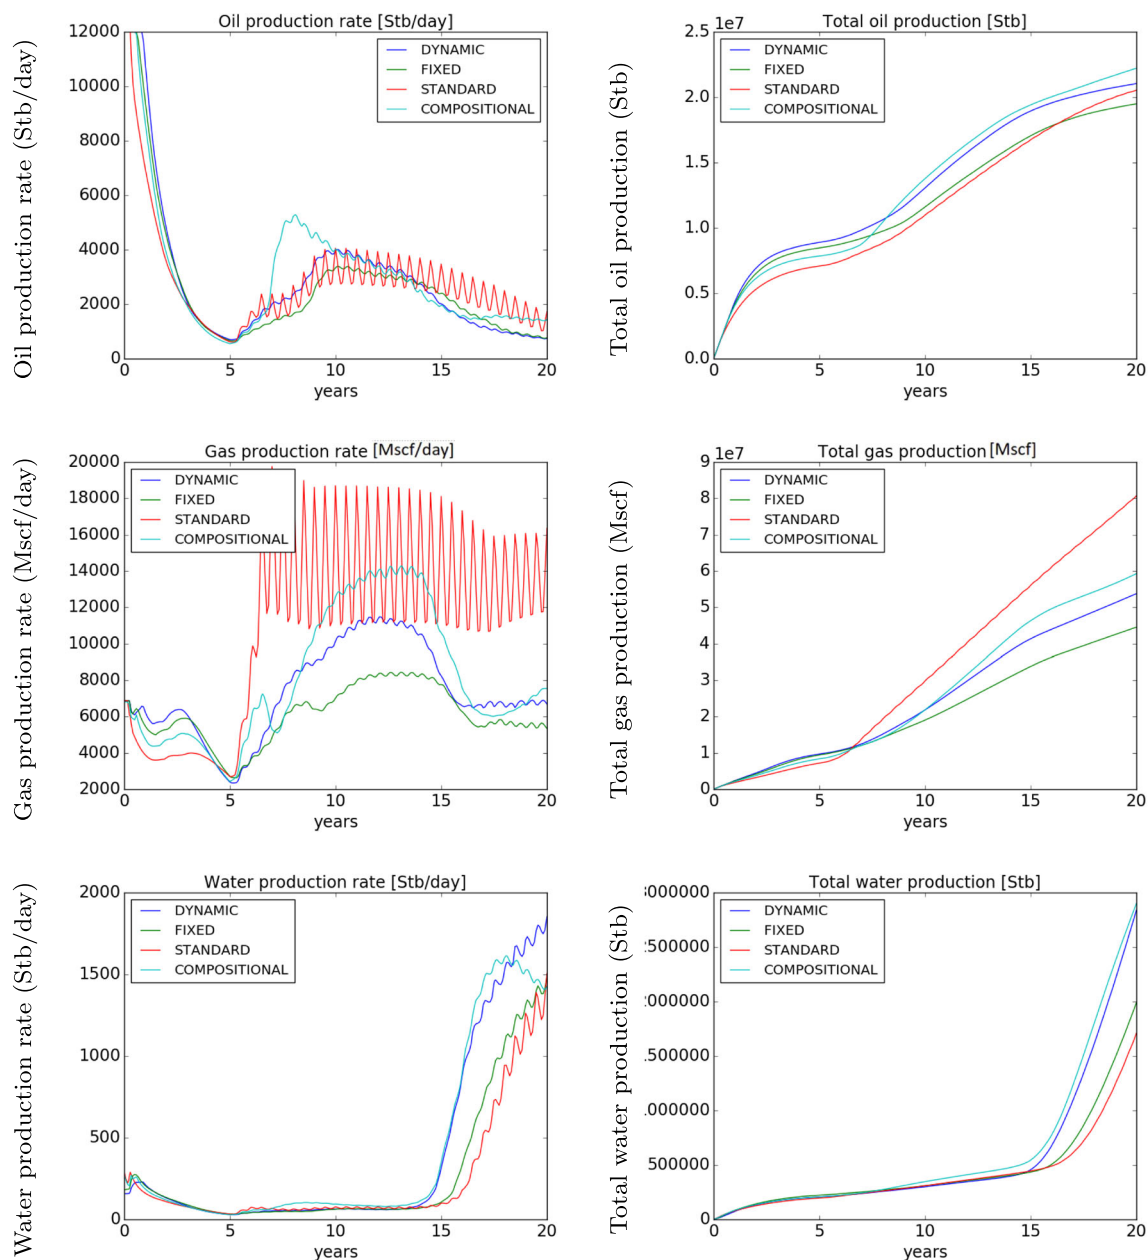 Oil production rate [Stb/day]
Oil production rate (Stb/day)
12000
10000
8000
6000
4000
2000
0
DYNAMIC
FIXED
STANDARD
COMPOSITIONAL
0 5 10 15 20
years
Total oil production [Stb]
Total oil production (Stb)
1e7
2.5
2.0
1.5
1.0
0.5
0.0
DYNAMIC
FIXED
STANDARD
COMPOSITIONAL
0 5 10 15 20
years
Gas production rate [Mscf/day]
Gas production rate (Mscf/day)
20000
18000
16000
14000
12000
10000
8000
6000
4000
2000
DYNAMIC
FIXED
STANDARD
COMPOSITIONAL
0 5 10 15 20
years
Total gas production [Mscf]
Total gas production (Mscf)
1e7
9
8
7
6
5
4
3
2
1
0
DYNAMIC
FIXED
STANDARD
COMPOSITIONAL
0 5 10 15 20
years
Water production rate [Stb/day]
Water production rate (Stb/day)
2000
1500
1000
500
0
DYNAMIC
FIXED
STANDARD
COMPOSITIONAL
0 5 10 15 20
years
Total water production [Stb]
Total water production (Stb)
500000
0
DYNAMIC
FIXED
STANDARD
COMPOSITIONAL
0 5 10 15 20
years